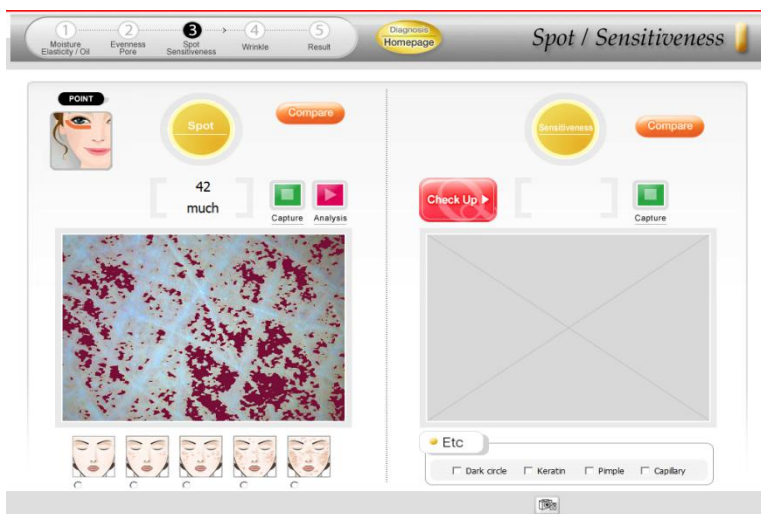 1
Moisture
Elasticity / Oil
2
Evenness
Pore
3
Spot
Sensitiveness
4
Wrinkle
5
Result
Diagnosis
Homepage
Spot / Sensitiveness
POINT
Spot
Compare
42
much
Capture
Analysis
Sensitiveness
Compare
Check Up
Capture
Etc
Dark circle
Keratin
Pimple
Capillary